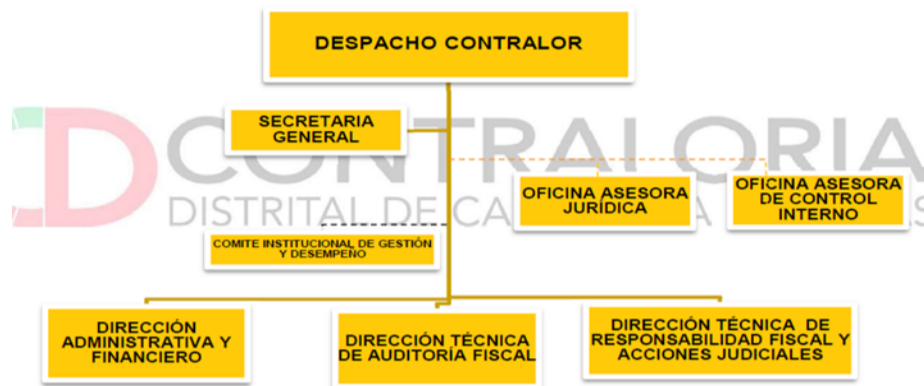 DESPACHO CONTRALOR
SECRETARIA
GENERAL
CONTRALORIA
OFICINA ASESORA
JURÍDICA
OFICINA ASESORA
DE CONTROL
INTERNO
DISTRITAL DE CA
COMITE INSTITUCIONAL DE GESTIÓN
Y DESEMPEÑO
DIRECCIÓN
ADMINISTRATIVA Y
FINANCIERO
DIRECCIÓN TÉCNICA
DE AUDITORÍA FISCAL
DIRECCIÓN TÉCNICA DE
RESPONSABILIDAD FISCAL Y
ACCIONES JUDICIALES